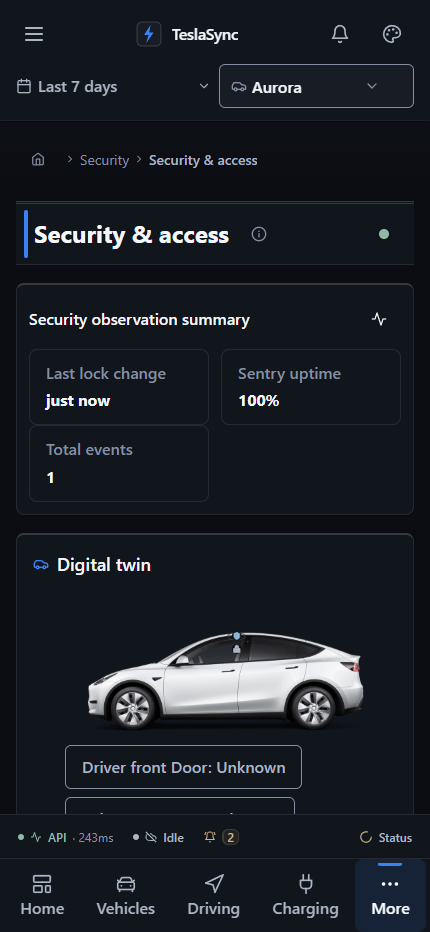 TeslaSync
Last 7 days
Aurora
Security
Security & access
Security & access
Security observation summary
Last lock change
just now
Sentry uptime
100%
Total events
1
Digital twin
Driver front Door: Unknown
API · 243ms
Idle
2
Status
Home
Vehicles
Driving
Charging
More